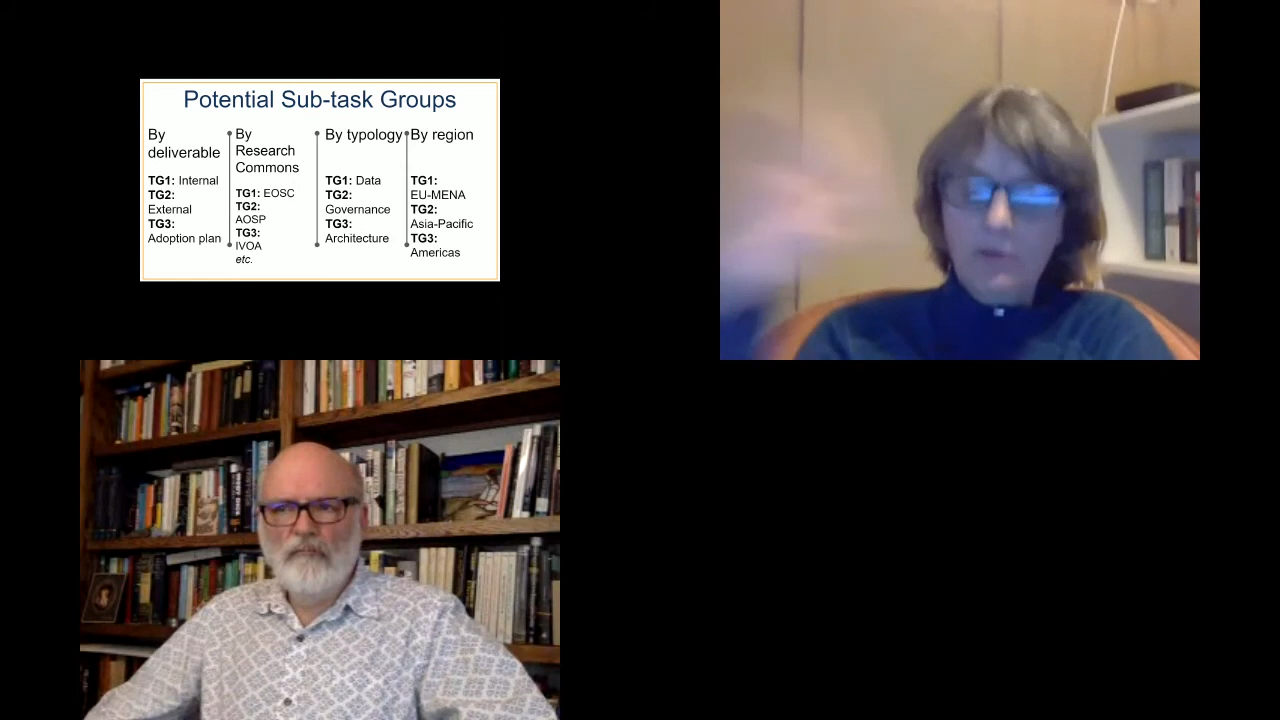 Potential Sub-task Groups
By
deliverable
TG1: Internal
TG2:
External
TG3:
Adoption plan
By
Research
Commons
TG1: EOSC
TG2:
AOSP
TG3:
IVOA
etc.
By typology
TG1: Data
TG2:
Governance
TG3:
Architecture
By region
TG1:
EU-MENA
TG2:
Asia-Pacific
TG3:
Americas